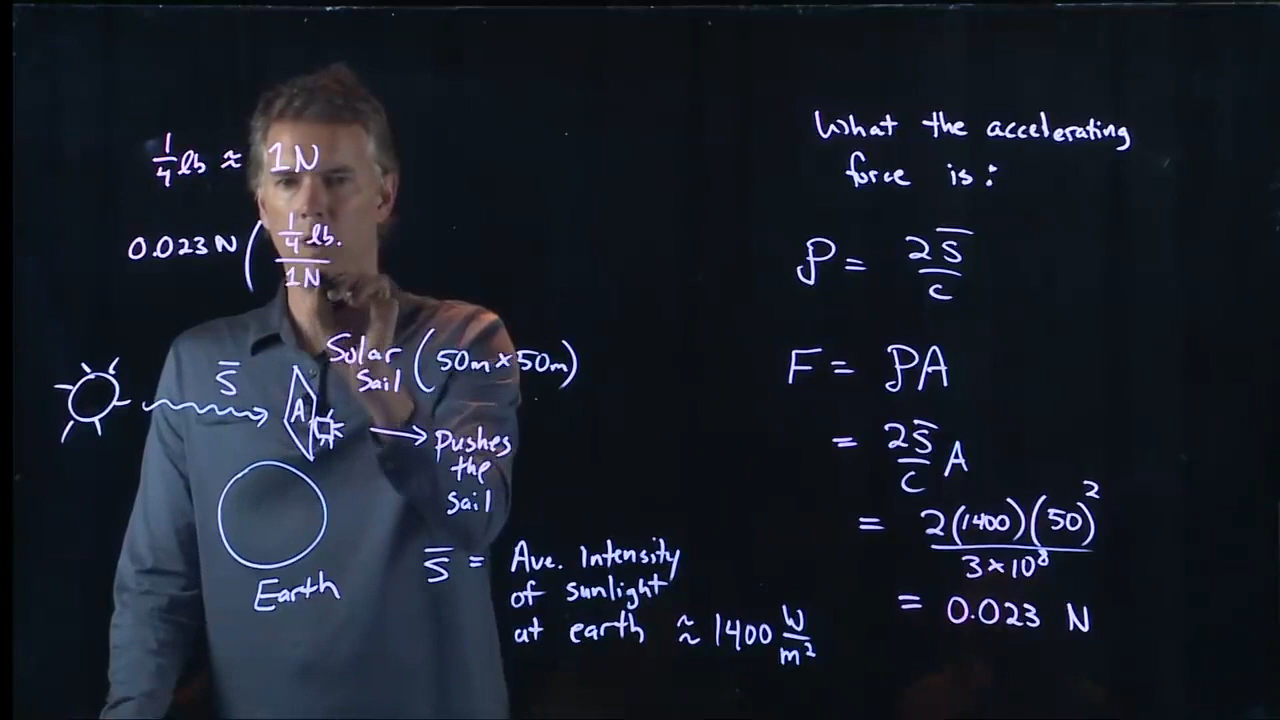 1/4 lb ≈ 1N
0.023 N ( 1/4 lb. / 1N
S̄
Solar Sail (50m × 50m)
A
Pushes
the
sail
Earth
S̄ = Ave. Intensity
of sunlight
at earth ≈ 1400 W/m²
What the accelerating
force is:
P = 2S̄/c
F = PA
= 2S̄/c A
= 2(1400)(50)²/3×10⁸
= 0.023 N